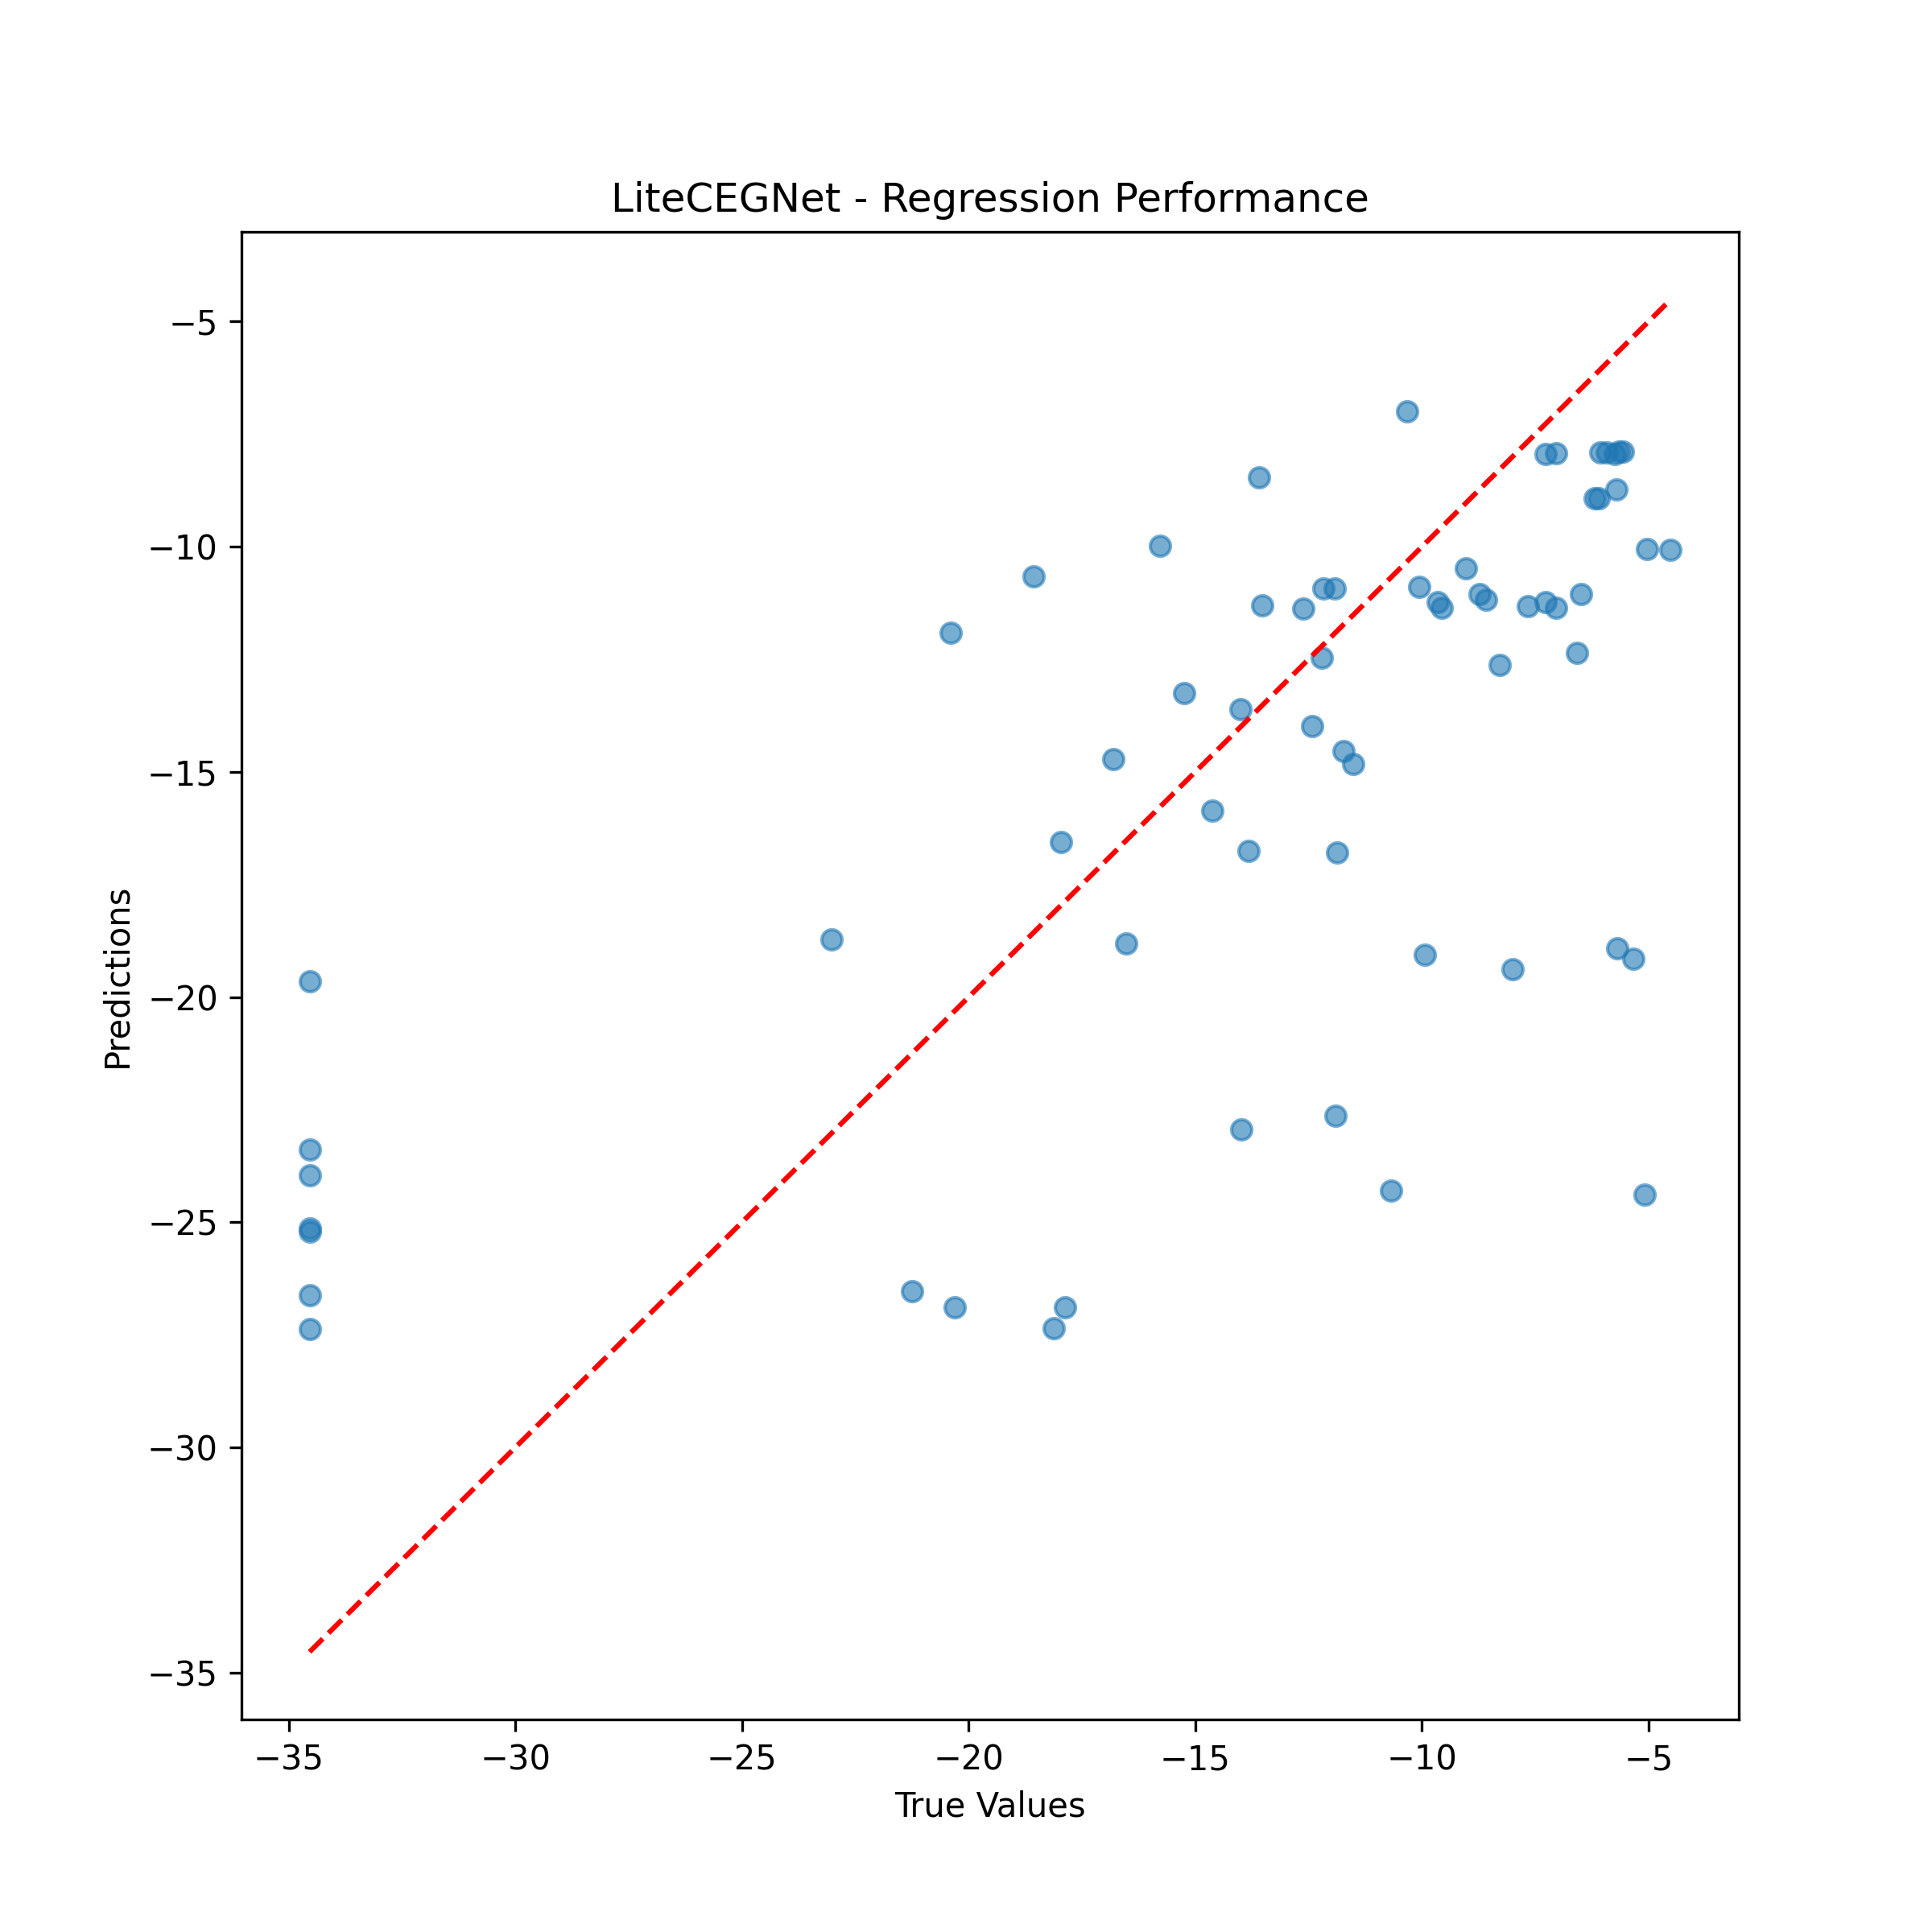 LiteCEGNet - Regression Performance
−5
−10
−15
−20
−25
−30
−35
Predictions
−35 −30 −25 −20 −15 −10 −5
True Values